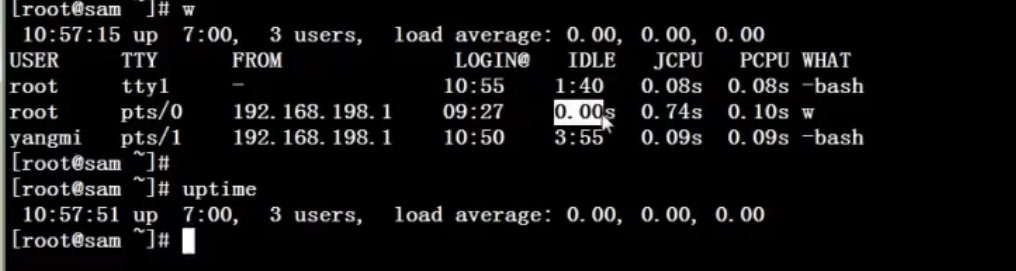 [root@sam ~]# w
10:57:15 up 7:00, 3 users, load average: 0.00, 0.00, 0.00
USER TTY FROM LOGIN@ IDLE JCPU PCPU WHAT
root tty1 - 10:55 1:40 0.08s 0.08s -bash
root pts/0 192.168.198.1 09:27 0.00s 0.74s 0.10s w
yangmi pts/1 192.168.198.1 10:50 3:55 0.09s 0.09s -bash
[root@sam ~]#
[root@sam ~]# uptime
10:57:51 up 7:00, 3 users, load average: 0.00, 0.00, 0.00
[root@sam ~]#